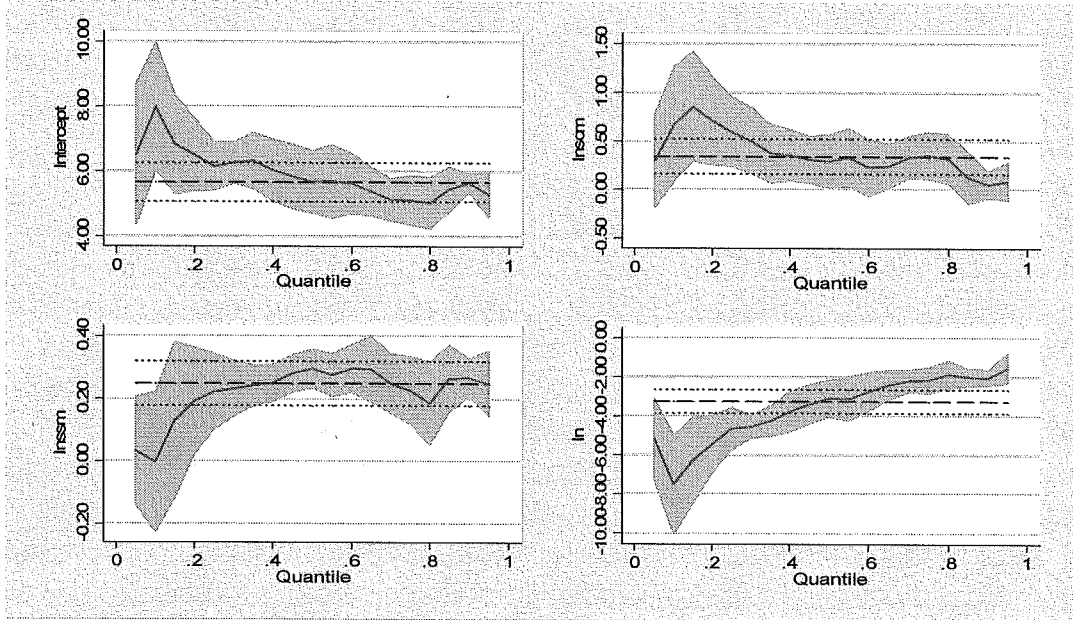 Intercept
10.00
8.00
6.00
4.00
0 .2 .4 .6 .8 1
Quantile
lnscm
1.50
1.00
0.50
0.00
-0.50
0 .2 .4 .6 .8 1
Quantile
lnssm
0.40
0.20
0.00
-0.20
0 .2 .4 .6 .8 1
Quantile
ln
0.00
-2.00
-4.00
-6.00
-8.00
-10.00
0 .2 .4 .6 .8 1
Quantile